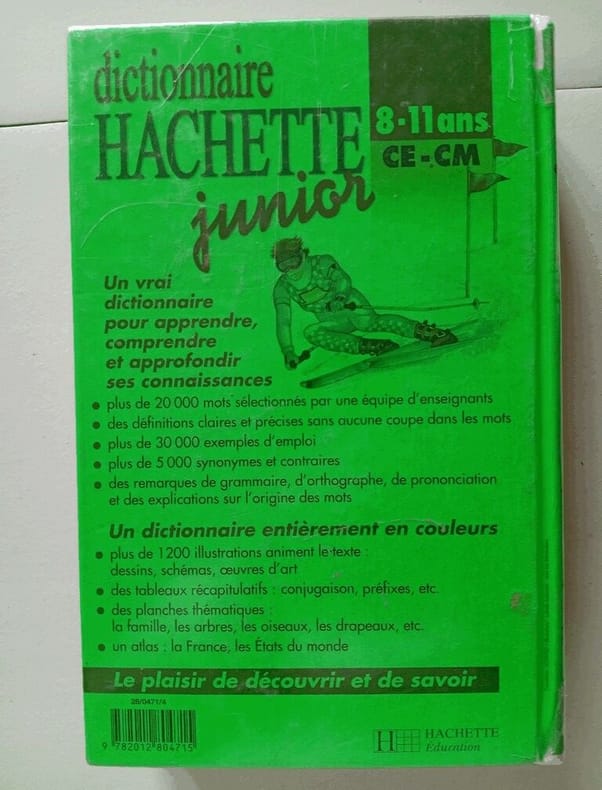 dictionnaire
HACHETTE
junior
8-11 ans
CE-CM
Un vrai
dictionnaire
pour apprendre,
comprendre
et approfondir
ses connaissances
• plus de 20 000 mots sélectionnés par une équipe d'enseignants
• des définitions claires et précises sans aucune coupe dans les mots
• plus de 30 000 exemples d'emploi
• plus de 5 000 synonymes et contraires
• des remarques de grammaire, d'orthographe, de prononciation
et des explications sur l'origine des mots
Un dictionnaire entièrement en couleurs
• plus de 1200 illustrations animent le texte :
dessins, schémas, œuvres d'art
• des tableaux récapitulatifs : conjugaison, préfixes, etc.
• des planches thématiques :
la famille, les arbres, les oiseaux, les drapeaux, etc.
• un atlas : la France, les États du monde
Le plaisir de découvrir et de savoir
28/0471/4
9 782012 804715
H HACHETTE
Éducation